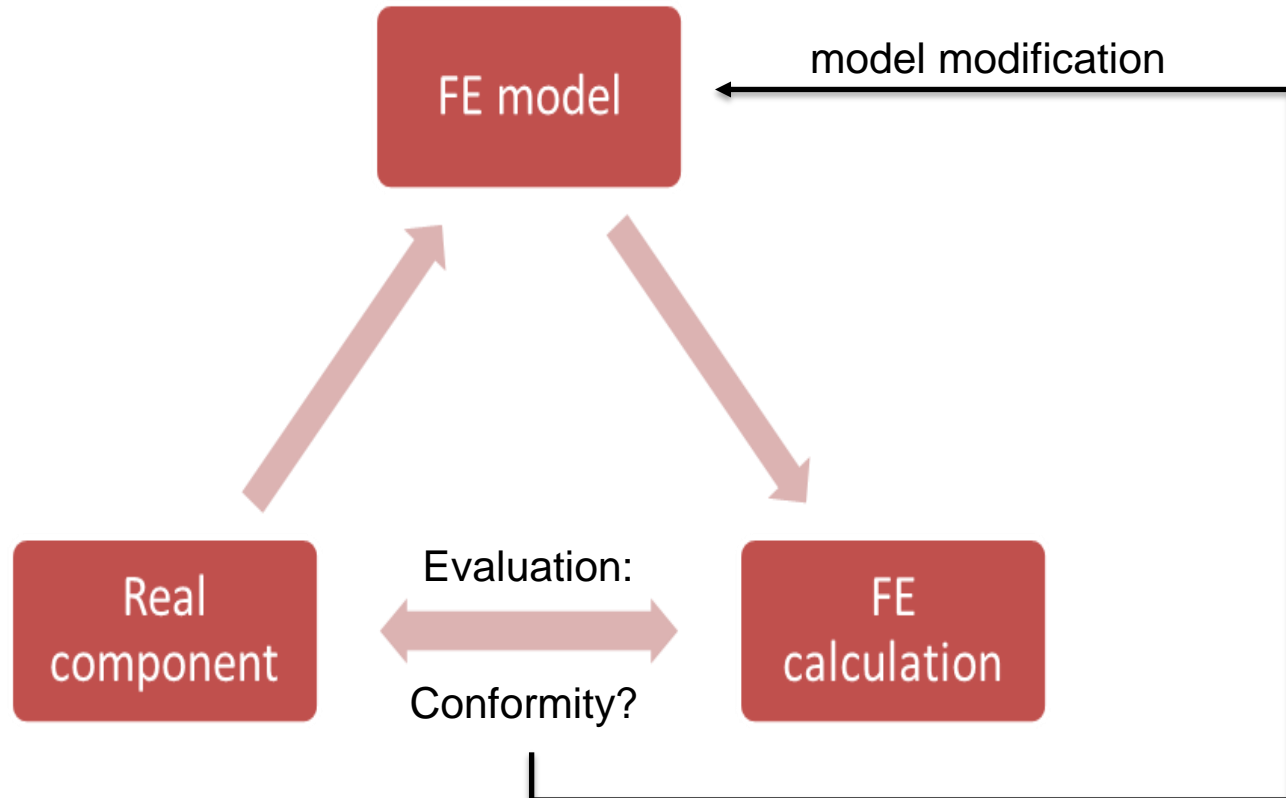 model modification
FE model
Evaluation:
Real
component
FE
calculation
Conformity?